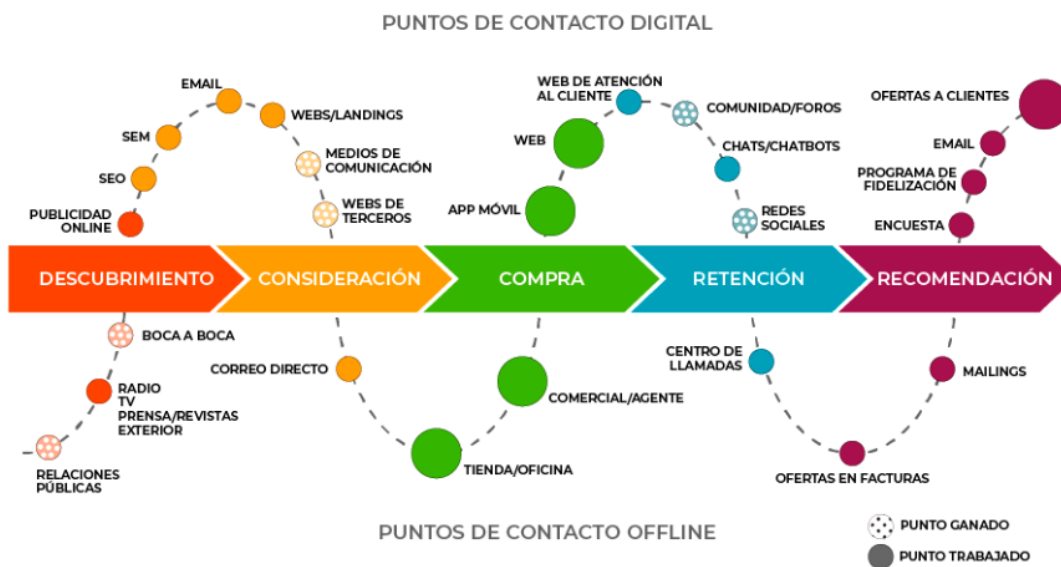 PUNTOS DE CONTACTO DIGITAL
EMAIL
SEM
SEO
PUBLICIDAD
ONLINE
WEBS/LANDINGS
MEDIOS DE
COMUNICACIÓN
WEBS DE
TERCEROS
WEB DE ATENCIÓN
AL CLIENTE
WEB
APP MÓVIL
COMUNIDAD/FOROS
CHATS/CHATBOTS
REDES
SOCIALES
OFERTAS A CLIENTES
EMAIL
PROGRAMA DE
FIDELIZACIÓN
ENCUESTA
DESCUBRIMIENTO
CONSIDERACIÓN
COMPRA
RETENCIÓN
RECOMENDACIÓN
BOCA A BOCA
RADIO
TV
PRENSA/REVISTAS
EXTERIOR
RELACIONES
PÚBLICAS
CORREO DIRECTO
TIENDA/OFICINA
COMERCIAL/AGENTE
CENTRO DE
LLAMADAS
OFERTAS EN FACTURAS
MAILINGS
PUNTOS DE CONTACTO OFFLINE
PUNTO GANADO
PUNTO TRABAJADO